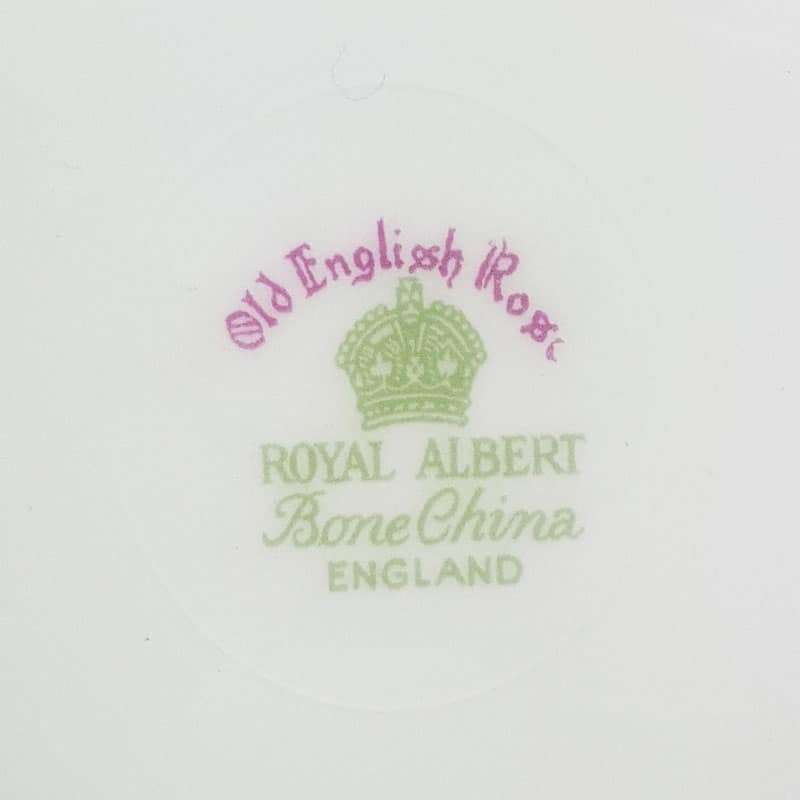 Old English Rose
ROYAL ALBERT
Bone China
ENGLAND